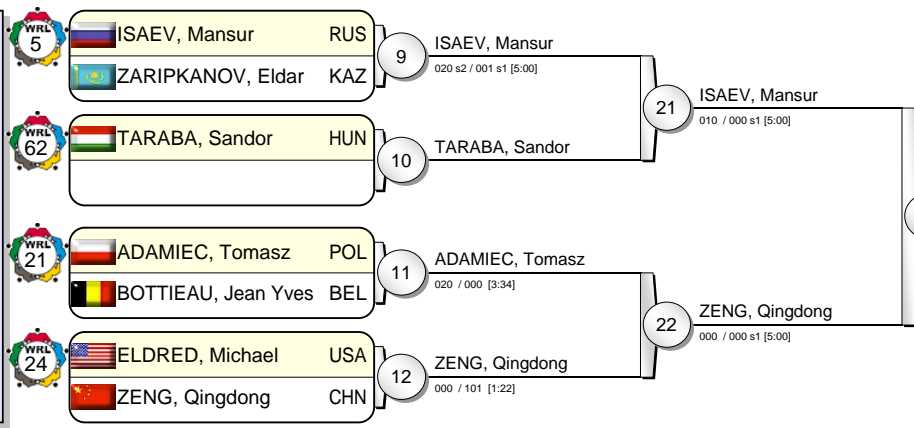 WRL
5
ISAEV, Mansur RUS
ZARIPKANOV, Eldar KAZ
9
ISAEV, Mansur
020 s2 / 001 s1 [5:00]
WRL
62
TARABA, Sandor HUN
10
TARABA, Sandor
21
ISAEV, Mansur
010 / 000 s1 [5:00]
WRL
21
ADAMIEC, Tomasz POL
BOTTIEAU, Jean Yves BEL
11
ADAMIEC, Tomasz
020 / 000 [3:34]
WRL
24
ELDRED, Michael USA
ZENG, Qingdong CHN
12
ZENG, Qingdong
000 / 101 [1:22]
22
ZENG, Qingdong
000 / 000 s1 [5:00]